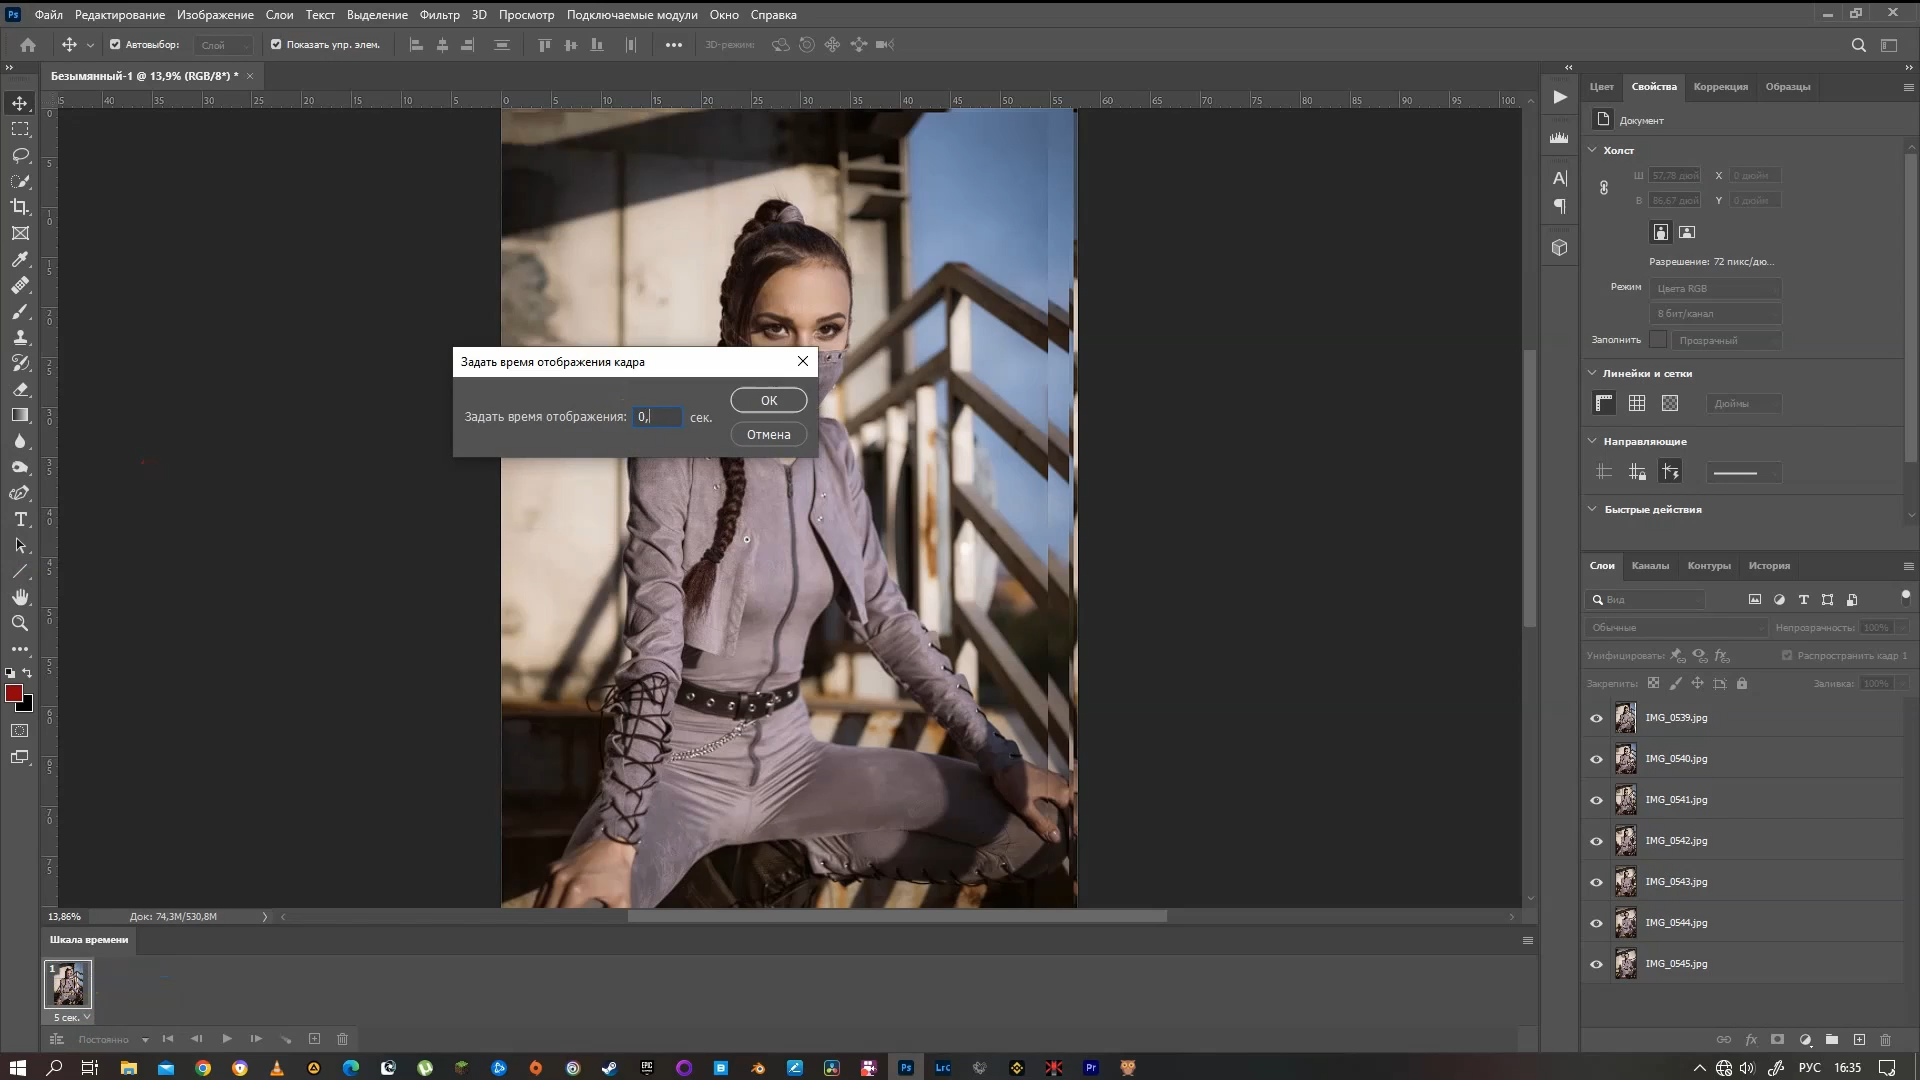 Файл Редактирование Изображение Слои Текст Выделение Фильтр 3D Просмотр Подключаемые модули Окно Справка
Автовыбор: Слой Показать упр. элем. 3D-режим:
Безымянный-1 @ 13,9% (RGB/8*) *
Цвет Свойства Коррекция Образцы
Документ
Холст
Ш 57,78 дюй X 0 дюйм
В 86,67 дюй Y 0 дюйм
Разрешение: 72 пикс/дю...
Режим Цвета RGB
8 бит/канал
Заполнить Прозрачный
Линейки и сетки
Дюймы
Направляющие
Быстрые действия
Задать время отображения кадра
Задать время отображения: 0, сек.
ОК
Отмена
Слои Каналы Контуры История
Вид
Обычные Непрозрачность: 100%
Унифицировать: Распространить кадр 1
Закрепить: Заливка: 100%
IMG_0539.jpg
IMG_0540.jpg
IMG_0541.jpg
IMG_0542.jpg
IMG_0543.jpg
IMG_0544.jpg
IMG_0545.jpg
13,86% Док: 74,3M/530,8M
Шкала времени
1
5 сек.
Постоянно
РУС 16:35